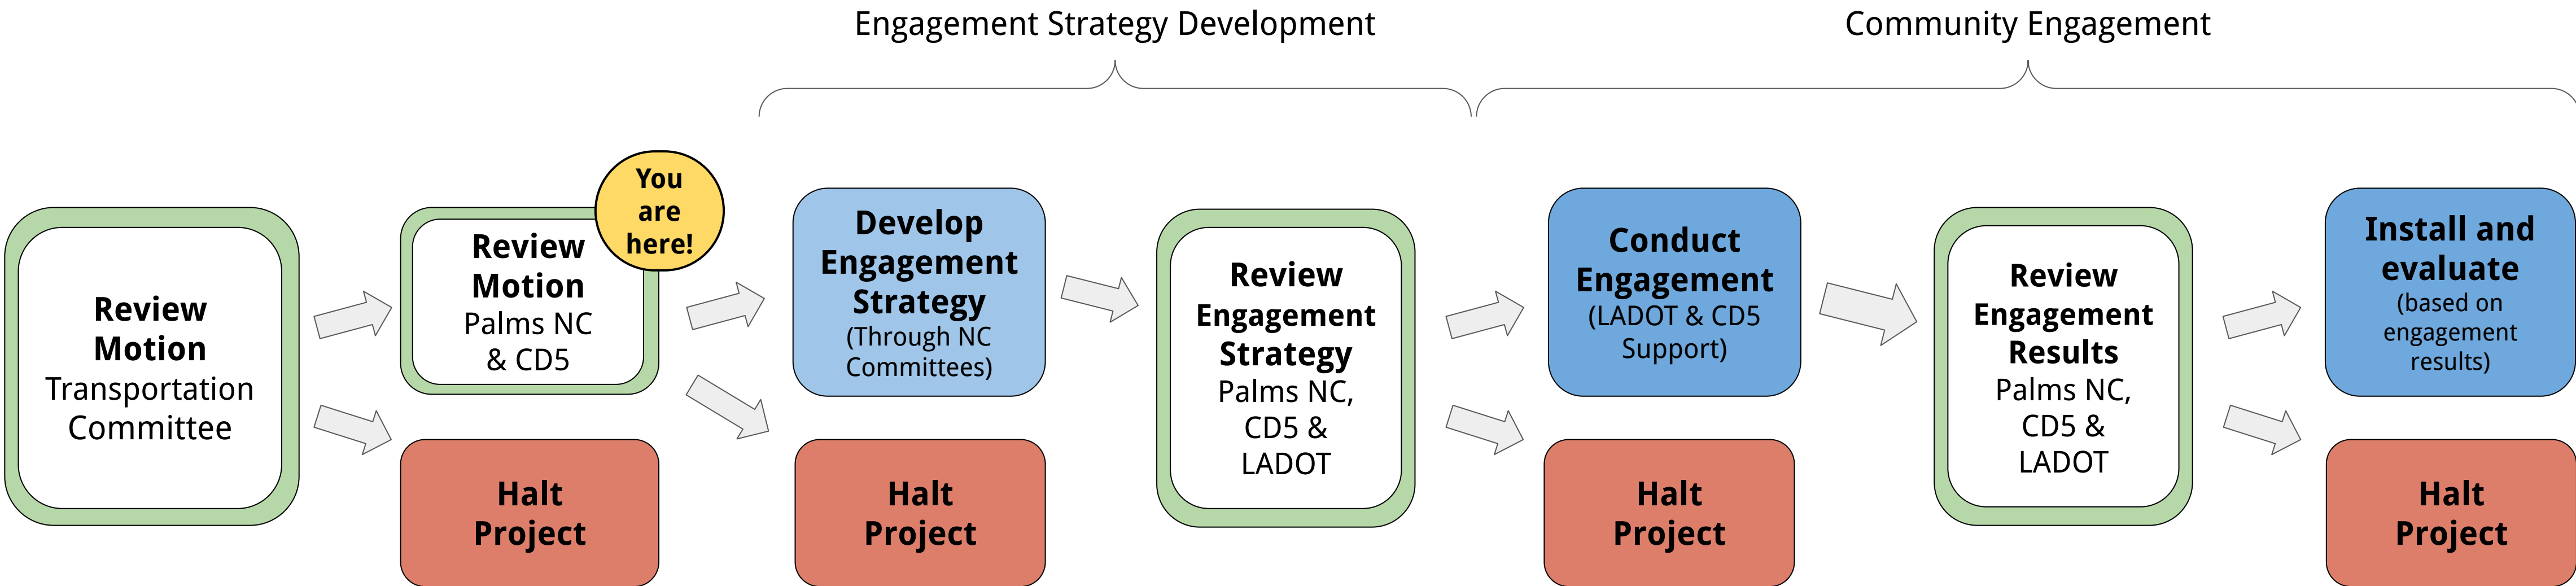 Engagement Strategy Development
Community Engagement
Review
Motion
Transportation
Committee
Review
Motion
Palms NC
& CD5
You
are
here!
Halt
Project
Develop
Engagement
Strategy
(Through NC
Committees)
Halt
Project
Review
Engagement
Strategy
Palms NC,
CD5 &
LADOT
Conduct
Engagement
(LADOT & CD5
Support)
Halt
Project
Review
Engagement
Results
Palms NC,
CD5 &
LADOT
Install and
evaluate
(based on
engagement
results)
Halt
Project